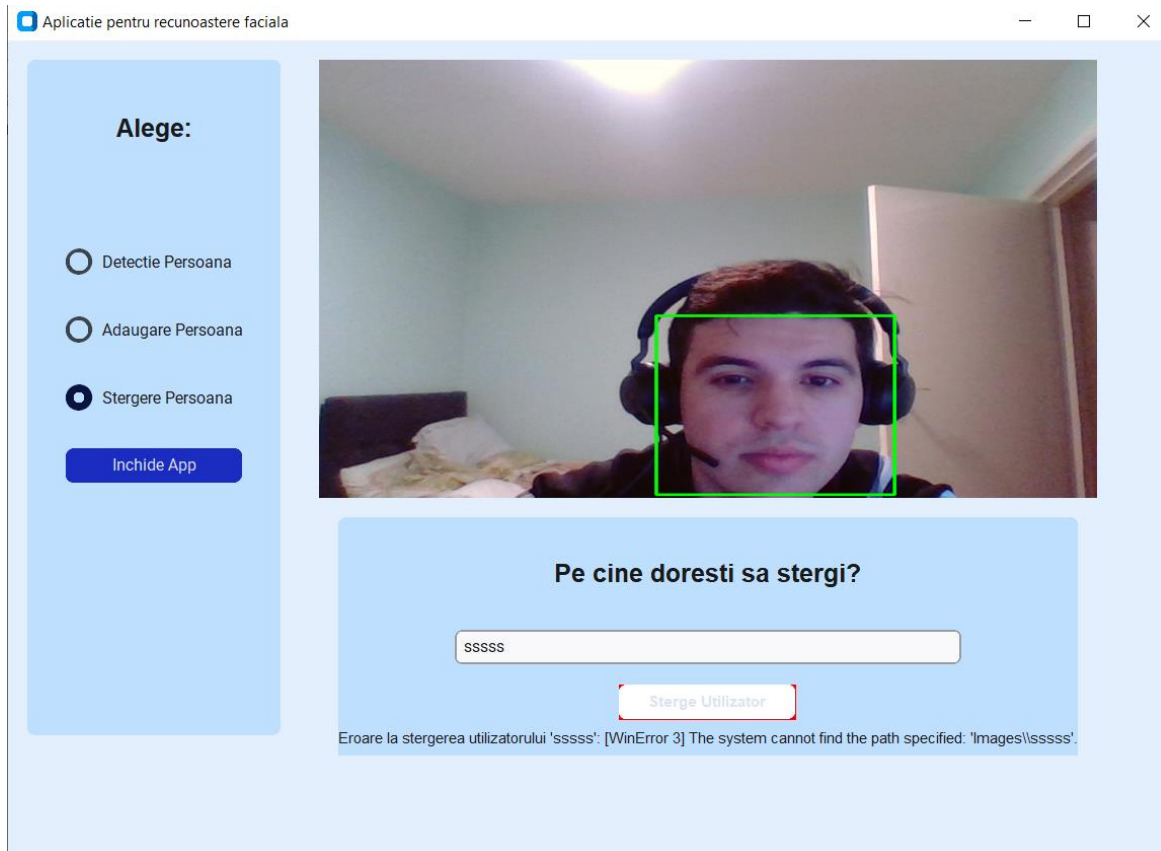 Aplicatie pentru recunoastere faciala
Alege:
Detectie Persoana
Adaugare Persoana
Stergere Persoana
Inchide App
Pe cine doresti sa stergi?
sssss
Sterge Utilizator
Eroare la stergerea utilizatorului 'sssss': [WinError 3] The system cannot find the path specified: 'Images\\sssss'.